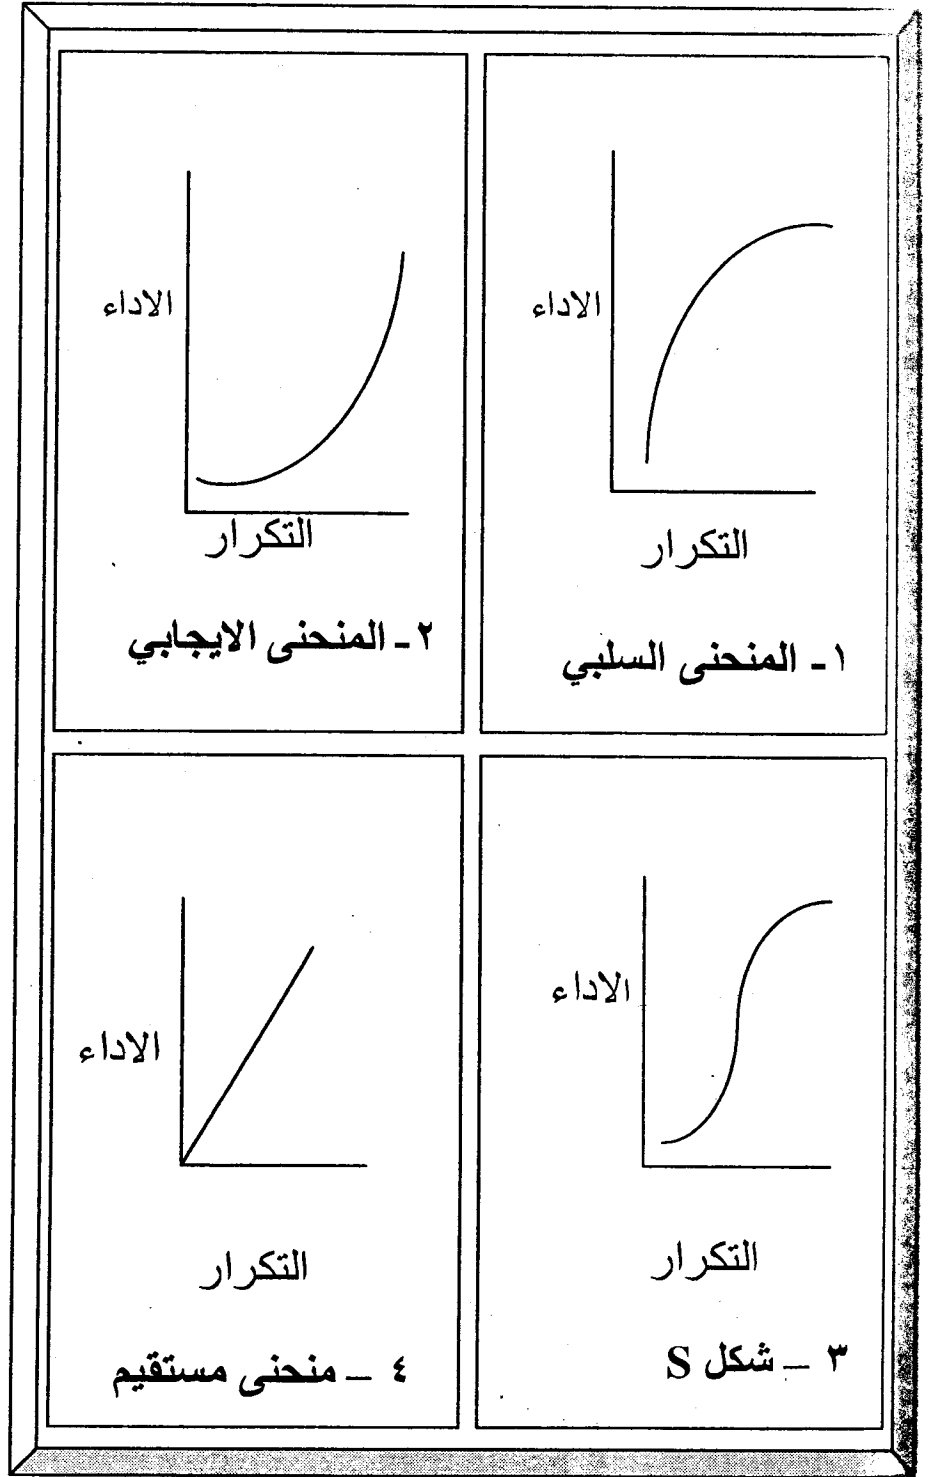 الاداء
التكرار
١ - المنحنى السلبي
الاداء
التكرار
٢ - المنحنى الايجابي
الاداء
التكرار
٣ – شكل S
الاداء
التكرار
٤ – منحنى مستقيم